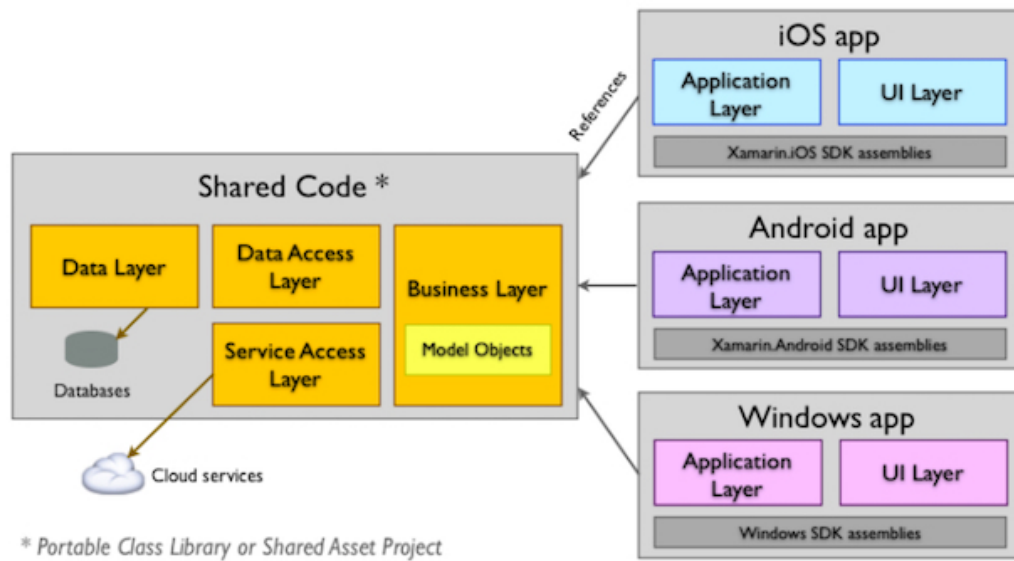 iOS app
Application
Layer
UI Layer
Xamarin.iOS SDK assemblies
References
Shared Code *
Data Layer
Data Access
Layer
Business Layer
Service Access
Layer
Model Objects
Databases
Cloud services
Android app
Application
Layer
UI Layer
Xamarin.Android SDK assemblies
Windows app
Application
Layer
UI Layer
Windows SDK assemblies
* Portable Class Library or Shared Asset Project